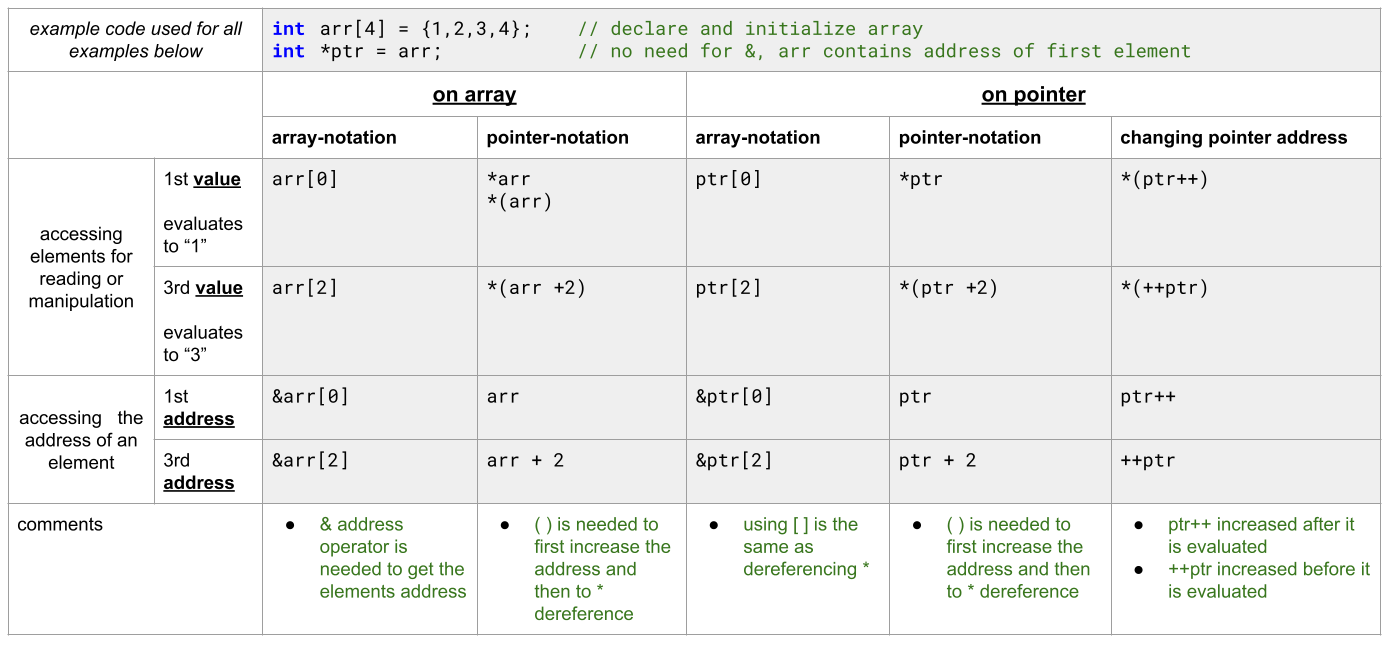 example code used for all
examples below
int arr[4] = {1,2,3,4}; // declare and initialize array
int *ptr = arr; // no need for &, arr contains address of first element
on array
on pointer
array-notation
pointer-notation
array-notation
pointer-notation
changing pointer address
accessing
elements for
reading or
manipulation
1st value
evaluates
to “1”
arr[0]
*arr
*(arr)
ptr[0]
*ptr
*(ptr++)
3rd value
evaluates
to “3”
arr[2]
*(arr +2)
ptr[2]
*(ptr +2)
*(++ptr)
accessing the
address of an
element
1st
address
&arr[0]
arr
&ptr[0]
ptr
ptr++
3rd
address
&arr[2]
arr + 2
&ptr[2]
ptr + 2
++ptr
comments
● & address
operator is
needed to get the
elements address
● ( ) is needed to
first increase the
address and
then to *
dereference
● using [ ] is the
same as
dereferencing *
● ( ) is needed to
first increase the
address and then
to * dereference
● ptr++ increased after it
is evaluated
● ++ptr increased before it
is evaluated